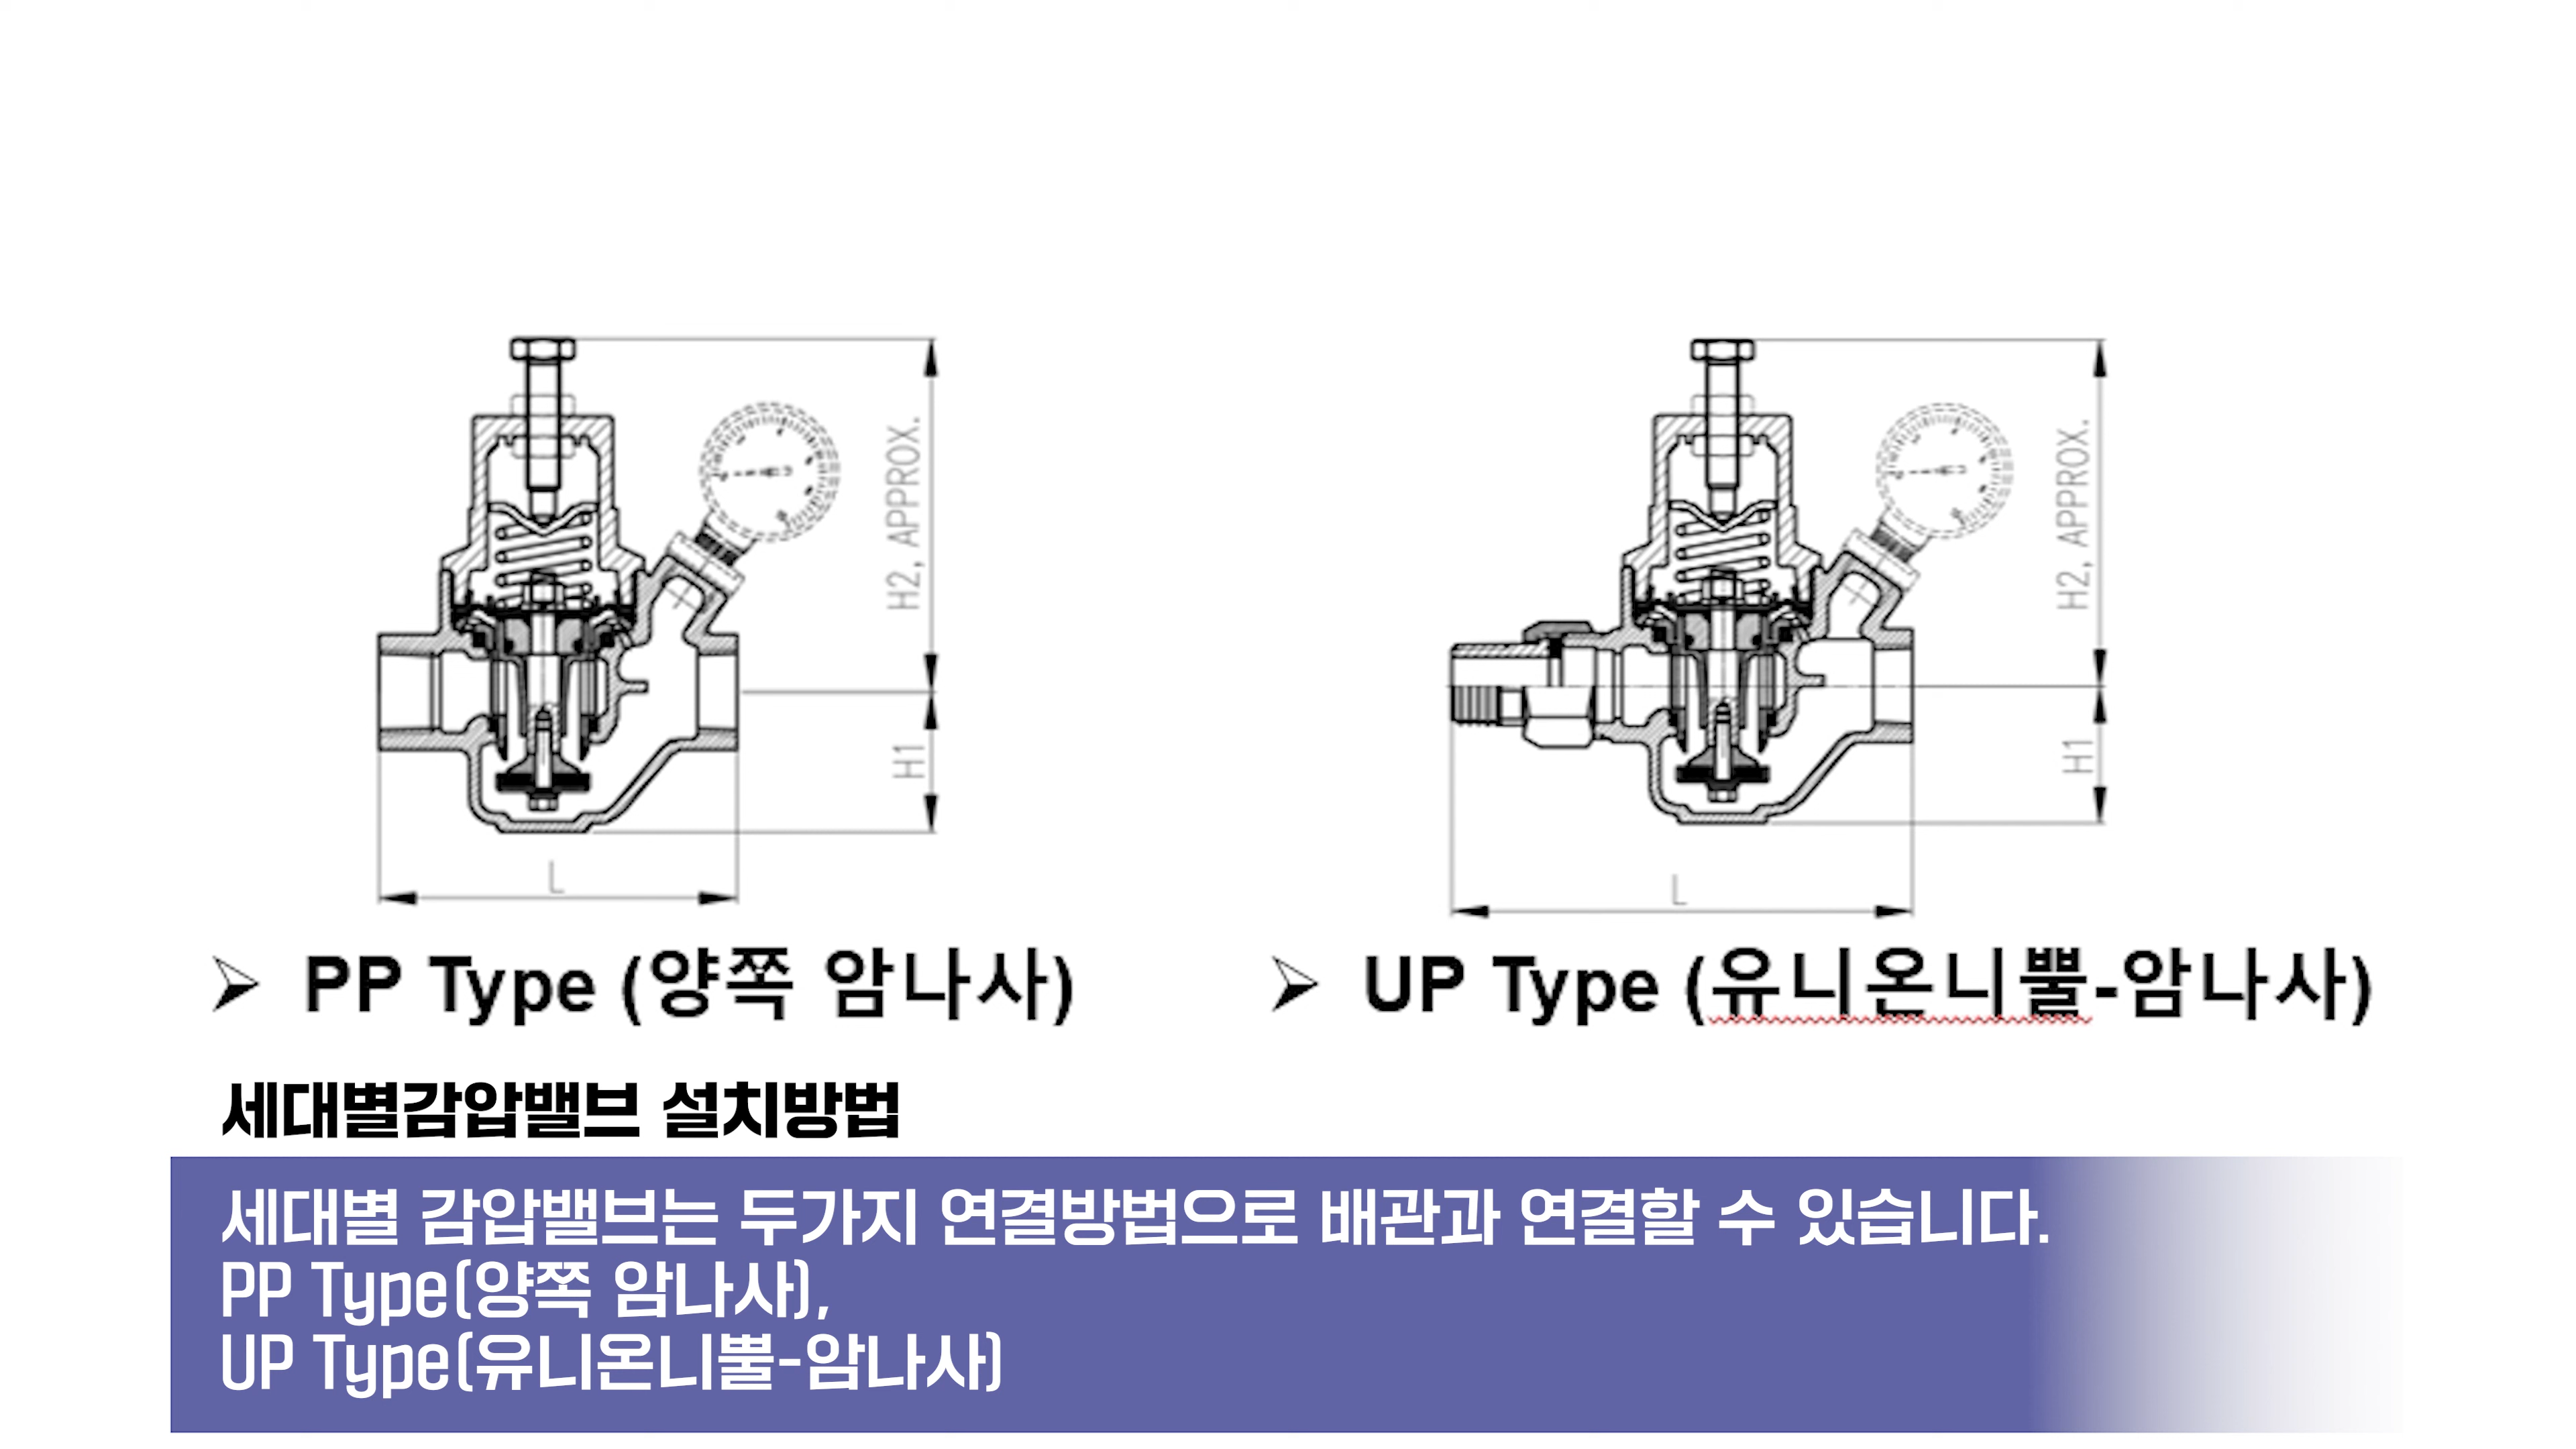 H2, APPROX.
H1
L
H2, APPROX.
H1
L
➢ PP Type (양쪽 암나사)
➢ UP Type (유니온니뿔-암나사)
세대별감압밸브 설치방법
세대별 감압밸브는 두가지 연결방법으로 배관과 연결할 수 있습니다.
PP Type(양쪽 암나사),
UP Type(유니온니뿔-암나사)